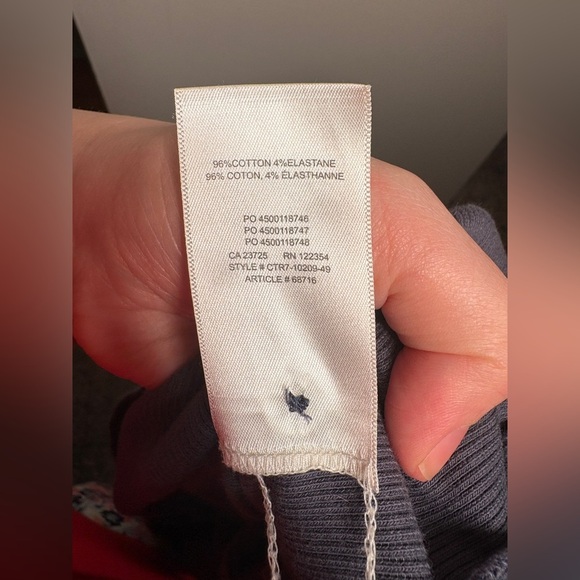 96%COTTON 4%ELASTANE
96% COTON, 4% ÉLASTHANNE
PO 4500118746
PO 4500118747
PO 4500118748
CA 23725 RN 122354
STYLE # CTR7-10209-49
ARTICLE # 68716